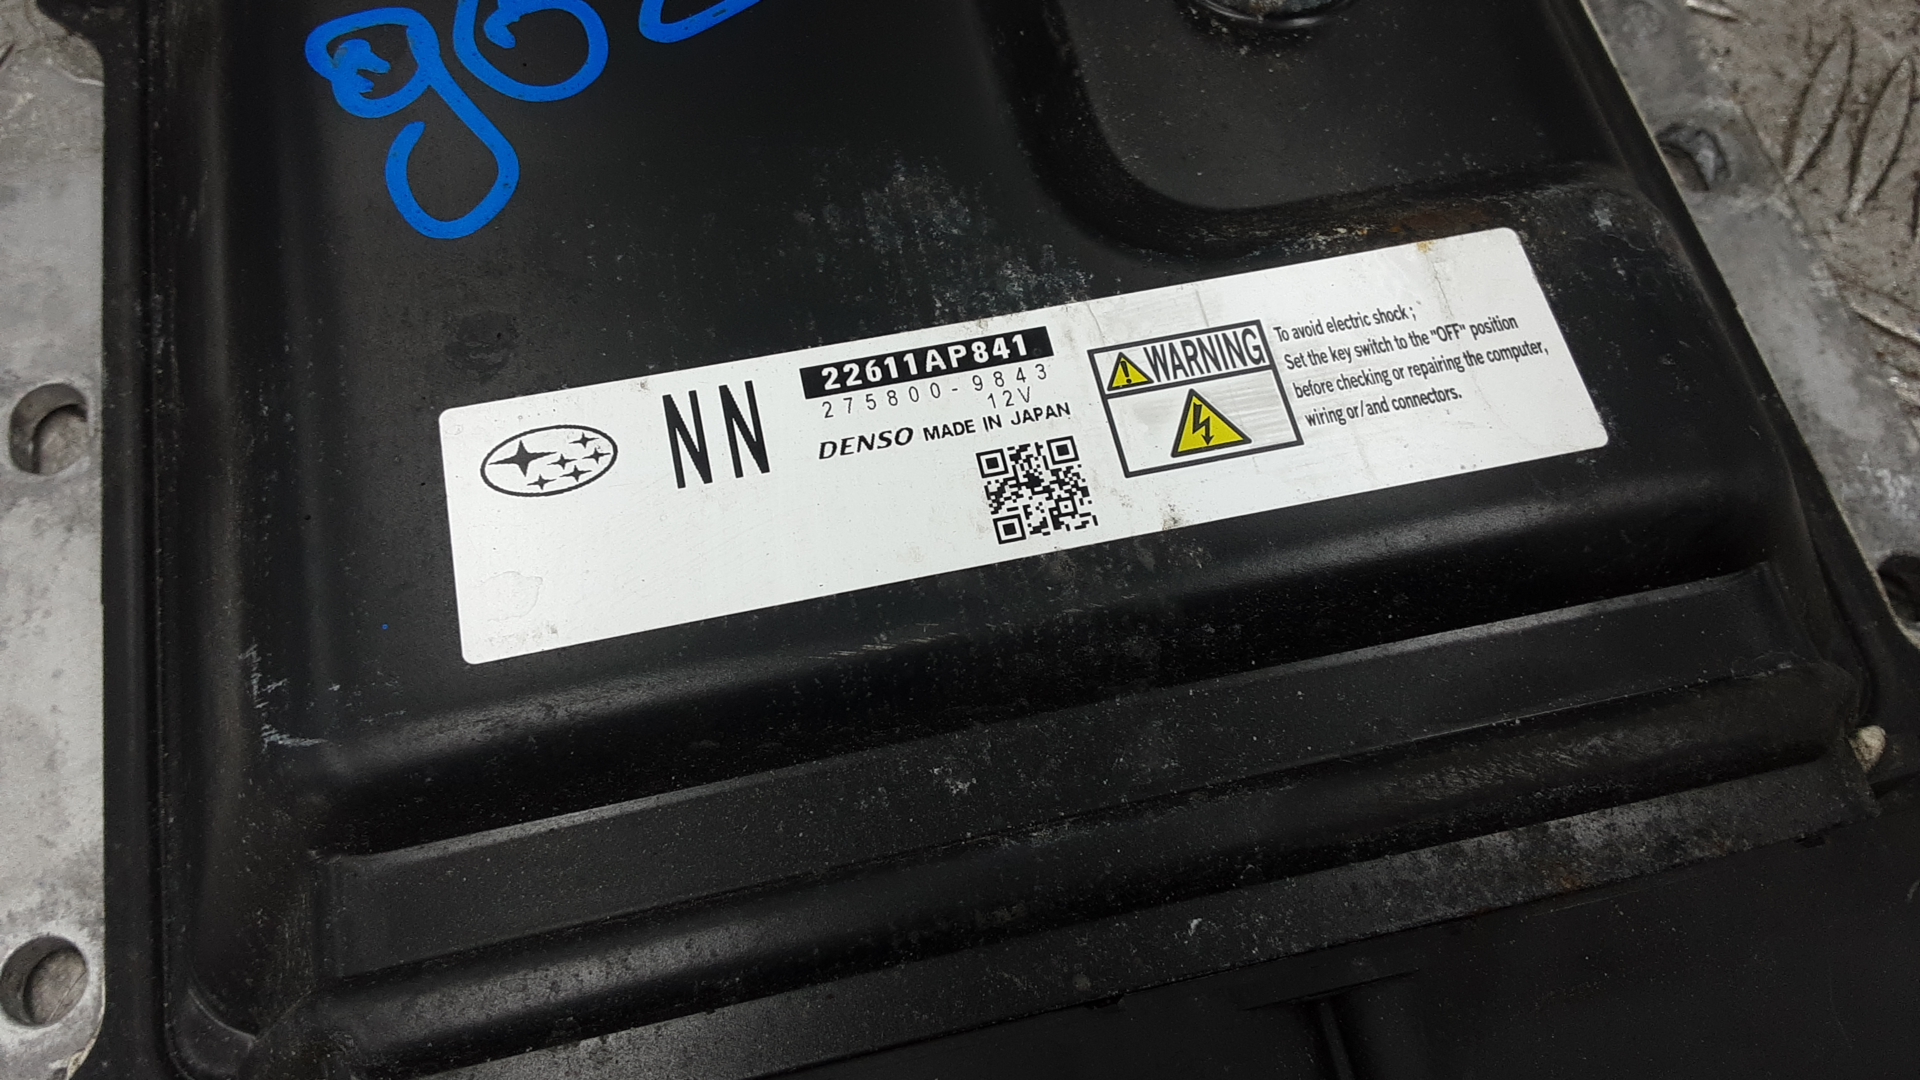 NN
22611AP841
275800-9843
12V
DENSO MADE IN JAPAN
WARNING
To avoid electric shock ;
Set the key switch to the "OFF" position
before checking or repairing the computer,
wiring or/and connectors.